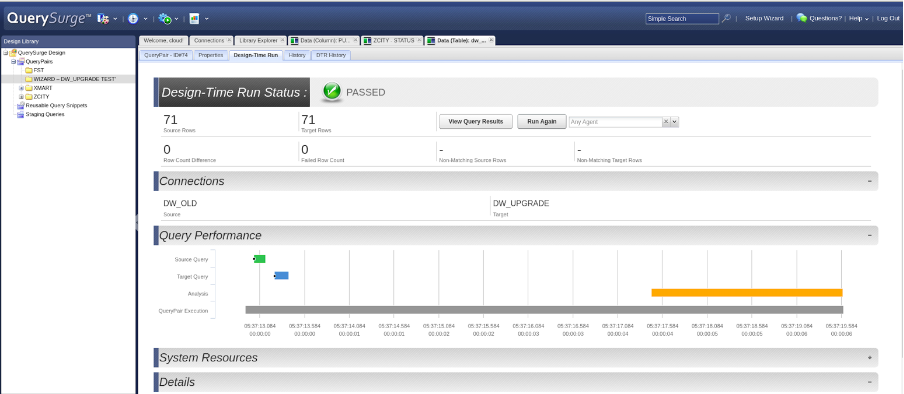 QuerySurge™
Simple Search
Setup Wizard
Questions?
Help
Log Out
Design Library
Welcome, cloud!
Connections
Library Explorer
Data (Column): PU...
ZCITY : STATUS
Data (Table): dw_...
QueryPair - ID#74
Properties
Design-Time Run
History
DTR History
QuerySurge Design
QueryPairs
FST
WIZARD – DW_UPGRADE TEST'
XMART
ZCITY
Reusable Query Snippets
Staging Queries
Design-Time Run Status :
PASSED
71
Source Rows
71
Target Rows
View Query Results
Run Again
Any Agent
0
Row Count Difference
0
Failed Row Count
-
Non-Matching Source Rows
-
Non-Matching Target Rows
Connections
DW_OLD
Source
DW_UPGRADE
Target
Query Performance
Source Query
Target Query
Analysis
QueryPair Execution
05:37:13.084 05:37:13.584 05:37:14.084 05:37:14.584 05:37:15.084 05:37:15.584 05:37:16.084 05:37:16.584 05:37:17.084 05:37:17.584 05:37:18.084 05:37:18.584 05:37:19.084 05:37:19.584
00:00:00 00:00:00 00:00:01 00:00:01 00:00:02 00:00:02 00:00:03 00:00:03 00:00:04 00:00:04 00:00:05 00:00:05 00:00:06 00:00:06
System Resources
Details